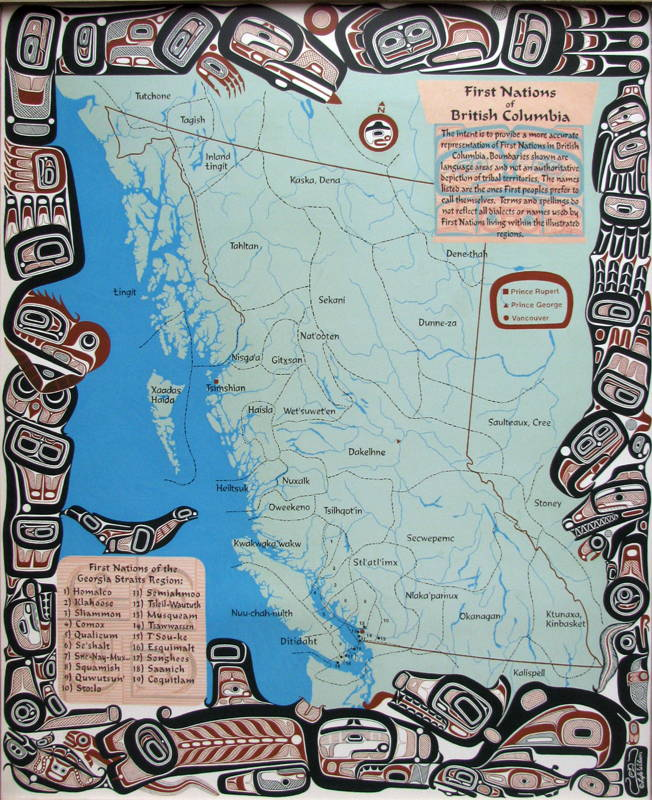 First Nations
of
British Columbia
The intent is to provide a more accurate
representation of First Nations in British
Columbia. Boundaries shown are
language areas and not an authoritative
depiction of tribal territories. The names
listed are the ones First peoples prefer to
call themselves. Terms and spellings do
not reflect all dialects or names used by
First Nations living within the illustrated
regions.
N
Tutchone
Tagish
Inland
Łingit
Kaska, Dena
Tahltan
Dene-thah
Łingit
Sekani
Prince Rupert
Prince George
Vancouver
Dunne-za
Nat'ooten
Nisga'a
Gitxsan
Tsimshian
Xaadas
Haida
Haisla
Wet'suwet'en
Saulteaux, Cree
Dakelhne
Nuxalk
Heiltsuk
Oweekeno
Tsilhqot'in
Stoney
Kwakwaka'wakw
Secwepemc
Stl'atl'imx
Nlaka'pamux
Nuu-chah-nulth
Okanagan
Ktunaxa,
Kinbasket
Ditidaht
Kalispell
First Nations of the
Georgia Straits Region:
1) Homalco
2) Klahoose
3) Sliammon
4) Comox
5) Qualicum
6) Se'shalt
7) Sne-Nay-Mux
8) Squamish
9) Quwutsun'
10) Sto:lo
11) Semiahmoo
12) Tsleil-Waututh
13) Musqueam
14) Tsawwassen
15) T'Sou-ke
16) Esquimalt
17) Songhees
18) Saanich
19) Coquitlam